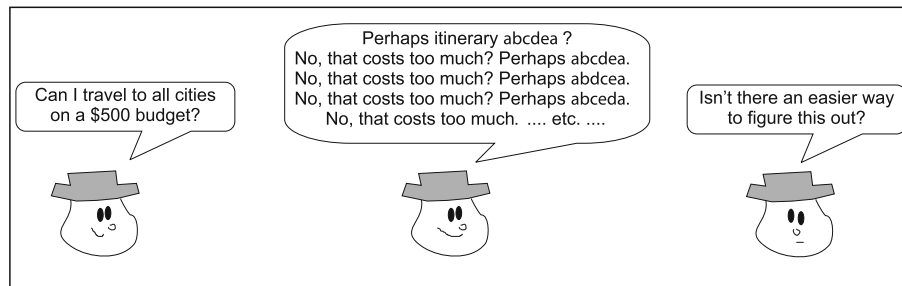 Can I travel to all cities
on a $500 budget?
Perhaps itinerary abcdea ?
No, that costs too much? Perhaps abcdea.
No, that costs too much? Perhaps abdcea.
No, that costs too much? Perhaps abceda.
No, that costs too much. .... etc. ....
Isn't there an easier way
to figure this out?